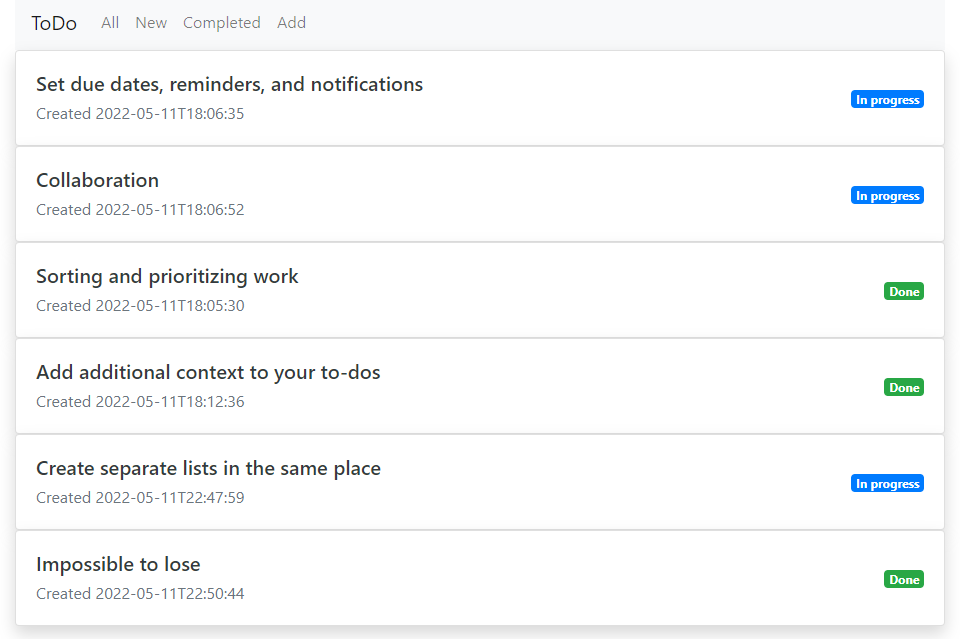 ToDo All New Completed Add
Set due dates, reminders, and notifications
Created 2022-05-11T18:06:35
In progress
Collaboration
Created 2022-05-11T18:06:52
In progress
Sorting and prioritizing work
Created 2022-05-11T18:05:30
Done
Add additional context to your to-dos
Created 2022-05-11T18:12:36
Done
Create separate lists in the same place
Created 2022-05-11T22:47:59
In progress
Impossible to lose
Created 2022-05-11T22:50:44
Done